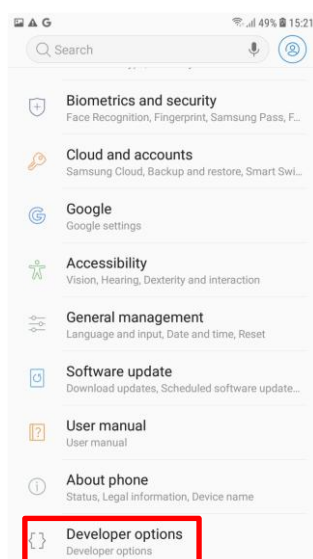 G 49% 15:21
Search
Biometrics and security
Face Recognition, Fingerprint, Samsung Pass, F...
Cloud and accounts
Samsung Cloud, Backup and restore, Smart Swi...
Google
Google settings
Accessibility
Vision, Hearing, Dexterity and interaction
General management
Language and input, Date and time, Reset
Software update
Download updates, Scheduled software update...
User manual
User manual
About phone
Status, Legal information, Device name
Developer options
Developer options